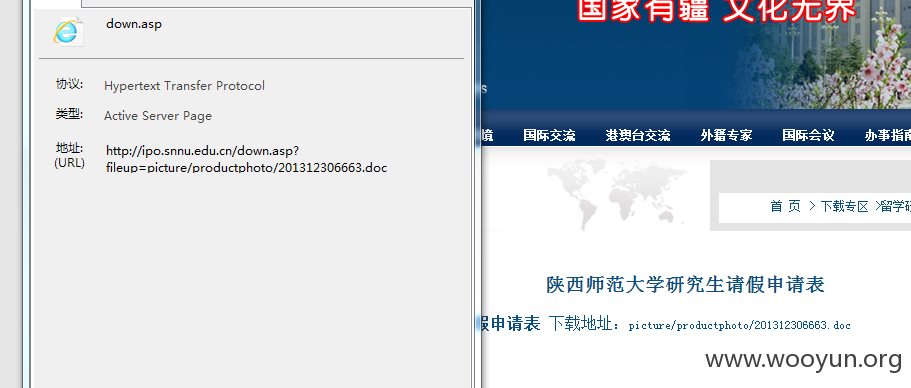 down.asp
协议:
Hypertext Transfer Protocol
类型:
Active Server Page
地址:
(URL)
http://ipo.snnu.edu.cn/down.asp?
fileup=picture/productphoto/201312306663.doc
国家有疆 文化无界
s
境 国际交流 港澳台交流 外籍专家 国际会议 办事指南
首 页 > 下载专区 >留学研
陕西师范大学研究生请假申请表
假申请表 下载地址: picture/productphoto/201312306663.doc
www.wooyun.org